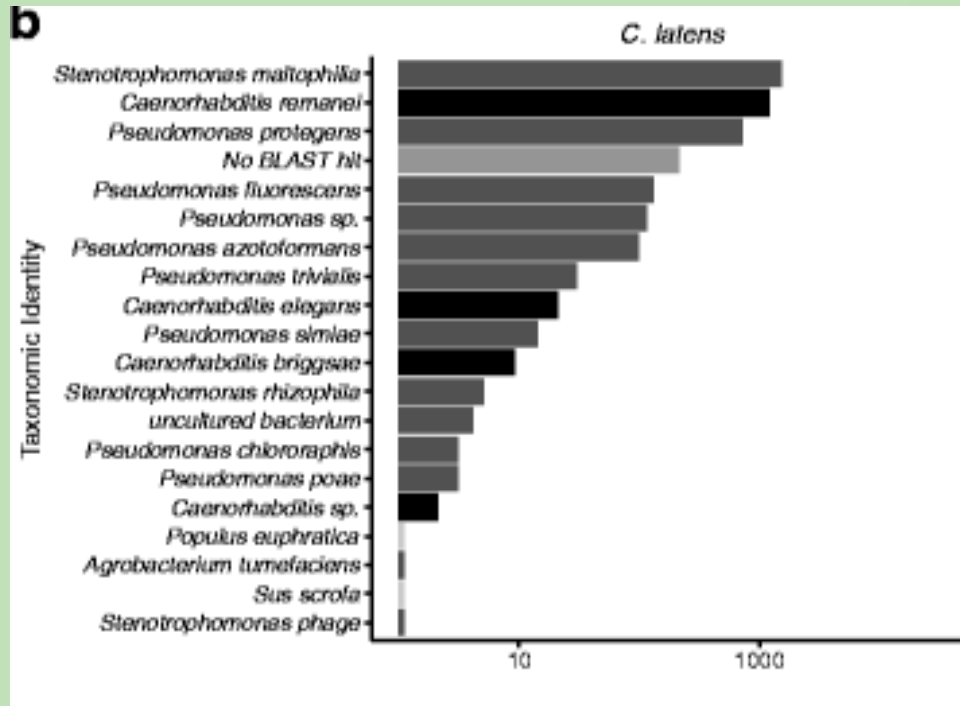 b
C. latens
Stenotrophomonas maltophilia
Caenorhabditis remanei
Pseudomonas protegens
No BLAST hit
Pseudomonas fluorescens
Pseudomonas sp.
Pseudomonas azotoformans
Pseudomonas trivialis
Caenorhabditis elegans
Pseudomonas simiae
Caenorhabditis briggsae
Stenotrophomonas rhizophila
uncultured bacterium
Pseudomonas chlororaphis
Pseudomonas poae
Caenorhabditis sp.
Populus euphratica
Agrobacterium tumefaciens
Sus scrofa
Stenotrophomonas phage
Taxonomic Identity
10 1000